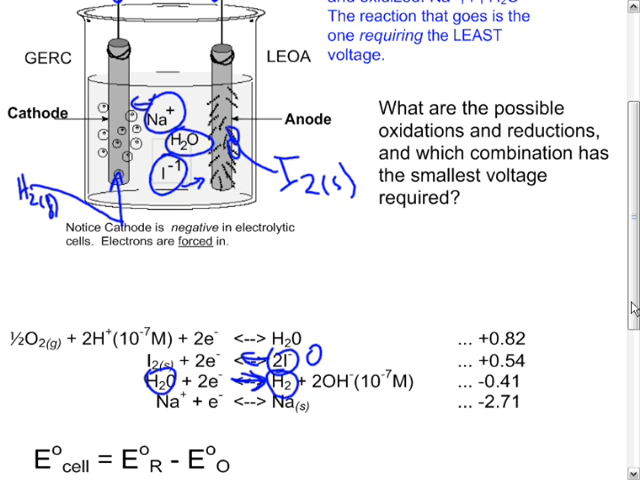 and oxidized. Na⁺, I⁻, H₂O
The reaction that goes is the
one requiring the LEAST
voltage.
GERC
LEOA
Cathode
Anode
Na⁺
H₂O
I⁻¹
I₂(s)
H₂(g)
What are the possible
oxidations and reductions,
and which combination has
the smallest voltage
required?
Notice Cathode is negative in electrolytic
cells. Electrons are forced in.
½O₂(g) + 2H⁺(10⁻⁷M) + 2e⁻ <--> H₂0 ... +0.82
I₂(s) + 2e⁻ <--> 2I⁻ O ... +0.54
H₂0 + 2e⁻ <--> H₂ + 2OH⁻(10⁻⁷M) ... -0.41
Na⁺ + e⁻ <--> Na(s) ... -2.71
E°cell = E°R - E°O